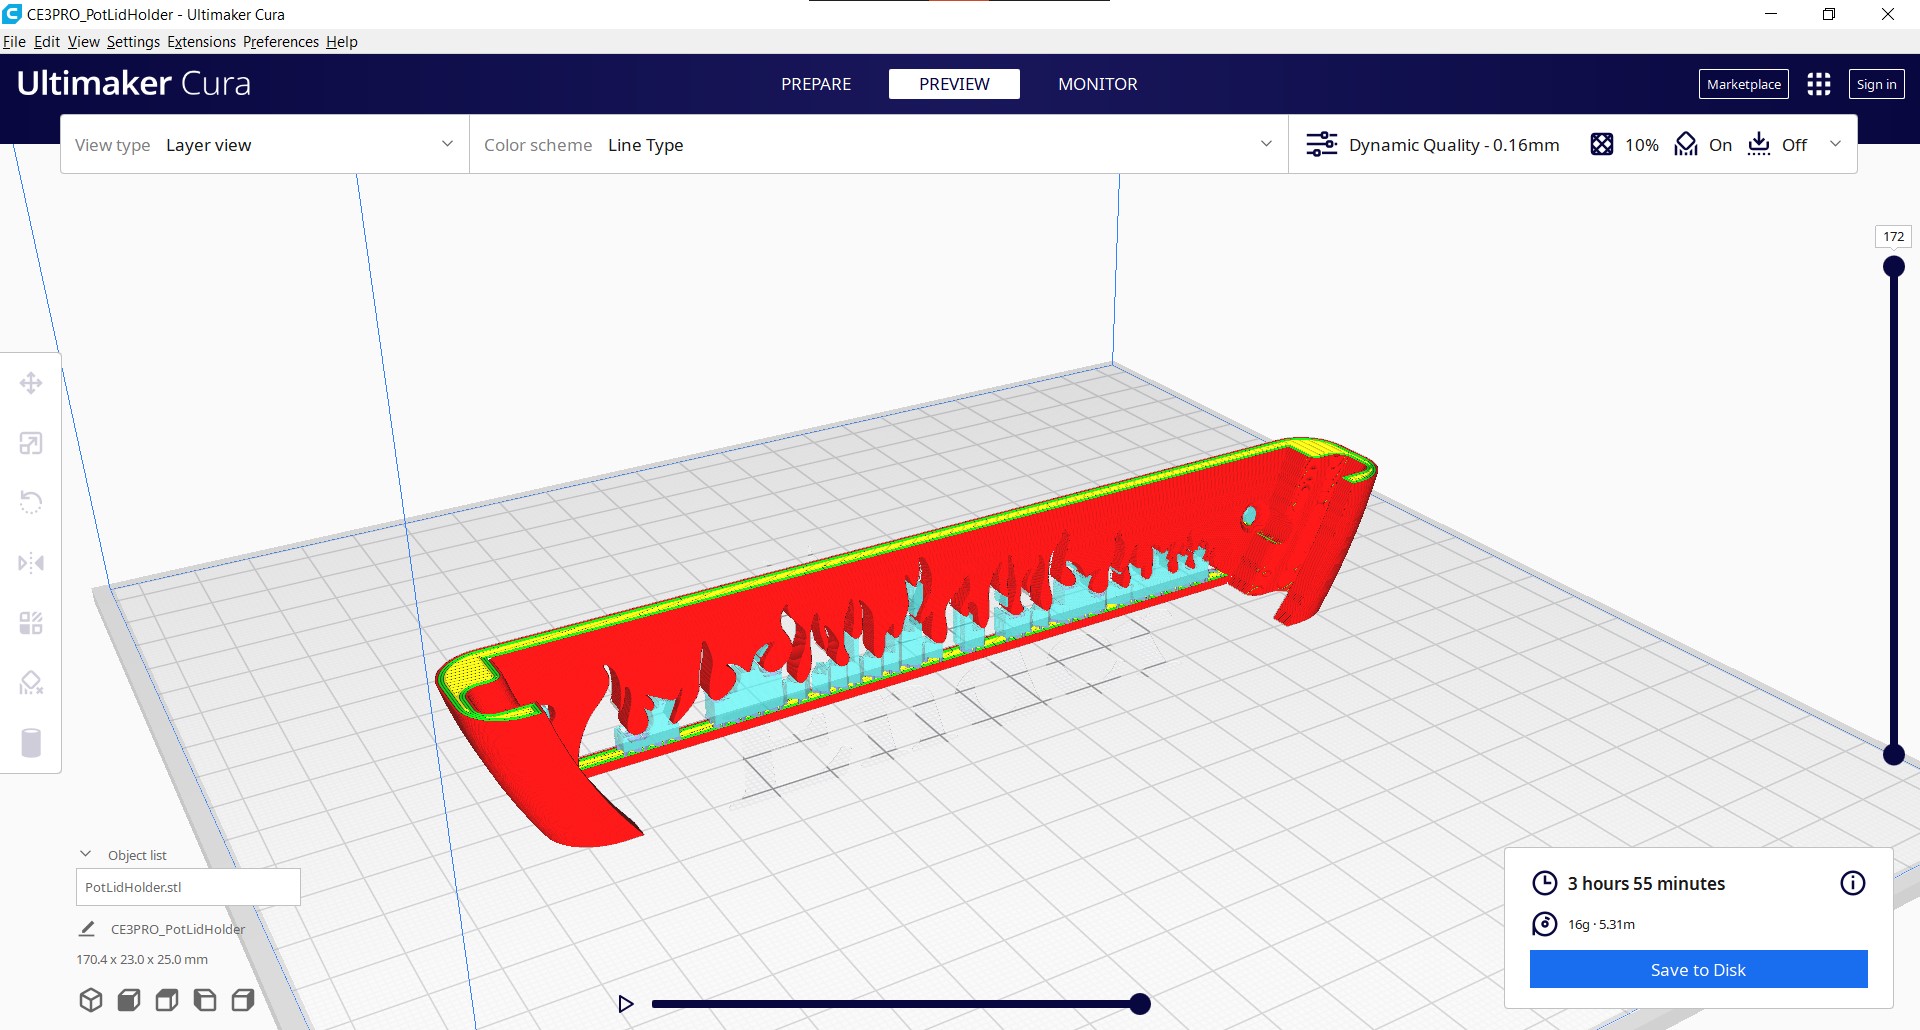 CE3PRO_PotLidHolder - Ultimaker Cura
File Edit View Settings Extensions Preferences Help
Ultimaker Cura
PREPARE PREVIEW MONITOR
Marketplace Sign in
View type Layer view
Color scheme Line Type
Dynamic Quality - 0.16mm 10% On Off
172
Object list
PotLidHolder.stl
CE3PRO_PotLidHolder
170.4 x 23.0 x 25.0 mm
3 hours 55 minutes
16g · 5.31m
Save to Disk